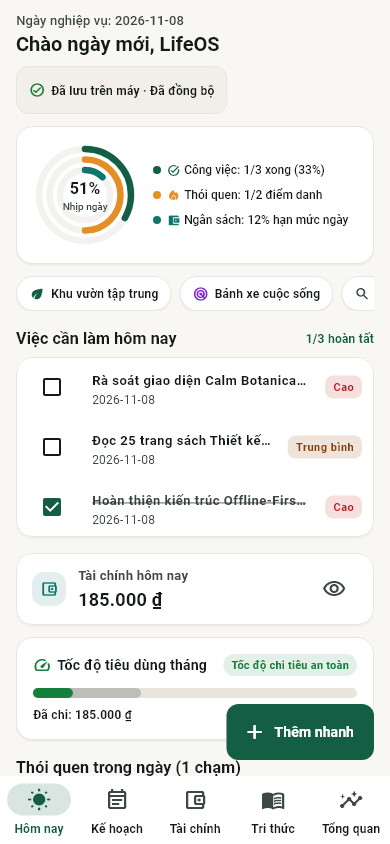 Ngày nghiệp vụ: 2026-11-08
Chào ngày mới, LifeOS
Đã lưu trên máy · Đã đồng bộ
51%
Nhịp ngày
Công việc: 1/3 xong (33%)
Thói quen: 1/2 điểm danh
Ngân sách: 12% hạn mức ngày
Khu vườn tập trung
Bánh xe cuộc sống
Việc cần làm hôm nay
1/3 hoàn tất
Rà soát giao diện Calm Botanica…
2026-11-08
Cao
Đọc 25 trang sách Thiết kế…
2026-11-08
Trung bình
Hoàn thiện kiến trúc Offline-Firs…
2026-11-08
Cao
Tài chính hôm nay
185.000 ₫
Tốc độ tiêu dùng tháng
Tốc độ chi tiêu an toàn
Đã chi: 185.000 ₫
Thêm nhanh
Thói quen trong ngày (1 chạm)
Hôm nay
Kế hoạch
Tài chính
Tri thức
Tổng quan